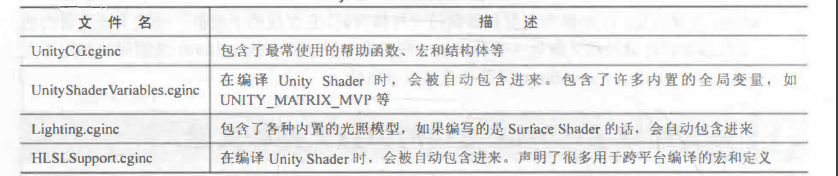 文 件 名 描 述
UnityCG.cginc 包含了最常使用的帮助函数、宏和结构体等
UnityShaderVariables.cginc 在编译 Unity Shader 时，会被自动包含进来。包含了许多内置的全局变量，如
UNITY_MATRIX_MVP 等
Lighting.cginc 包含了各种内置的光照模型，如果编写的是 Surface Shader 的话，会自动包含进来
HLSLSupport.cginc 在编译 Unity Shader 时，会被自动包含进来。声明了很多用于跨平台编译的宏和定义